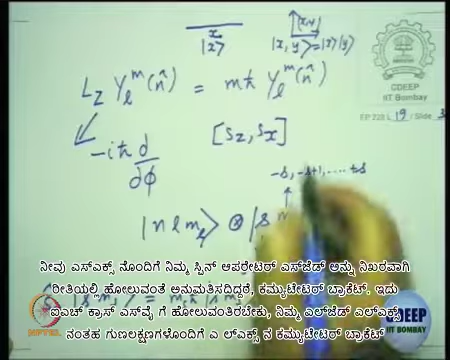 x
|x>
(x,y)
|x, y> = |x>|y>
CDEEP
IIT Bombay
EP 228 L 19 / Slide 3
L_Z Y_l^m(n̂) = mħ Y_l^m(n̂)
-iħ d/dφ
[S_z, S_x]
-s, -s+1, .... +s
|n l m_l> ⊗ |s
ನೀವು ಎಸ್ಎಕ್ಸ್ ನೊಂದಿಗೆ ನಿಮ್ಮ ಸ್ಪಿನ್ ಆಪರೇಟರ್ ಎಸ್ಜೆಡ್ ಅನ್ನು ನಿಖರವಾಗಿ
ರೀತಿಯಲ್ಲಿ ಹೋಲುವಂತೆ ಅನುಮತಿಸದಿದ್ದರೆ, ಕಮ್ಯುಟೇಟರ್ ಬ್ರಾಕೆಟ್. ಇದು
ಐಎಚ್ ಕ್ರಾಸ್ ಎಸ್ವೈ ಗೆ ಹೋಲುವಂತಿರಬೇಕು, ನಿಮ್ಮ ಎಲ್ಜೆಡ್ ಎಲ್ಎಕ್ಸ್
ನಂತಹ ಗುಣಲಕ್ಷಣಗಳೊಂದಿಗೆ ಎ ಲ್ಎಕ್ಸ್ ನ ಕಮ್ಯುಟೇಟರ್ ಬ್ರಾಕೆಟ್
NPTEL
IIT BOMBAY